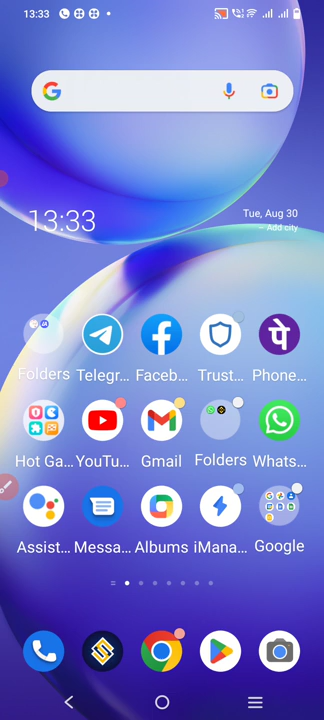 13:33
13:33
Tue, Aug 30
— Add city
Folders
Telegr...
Faceb...
Trust...
Phone...
Hot Ga...
YouTu...
Gmail
Folders
Whats...
Assist...
Messa...
Albums
iMana...
Google